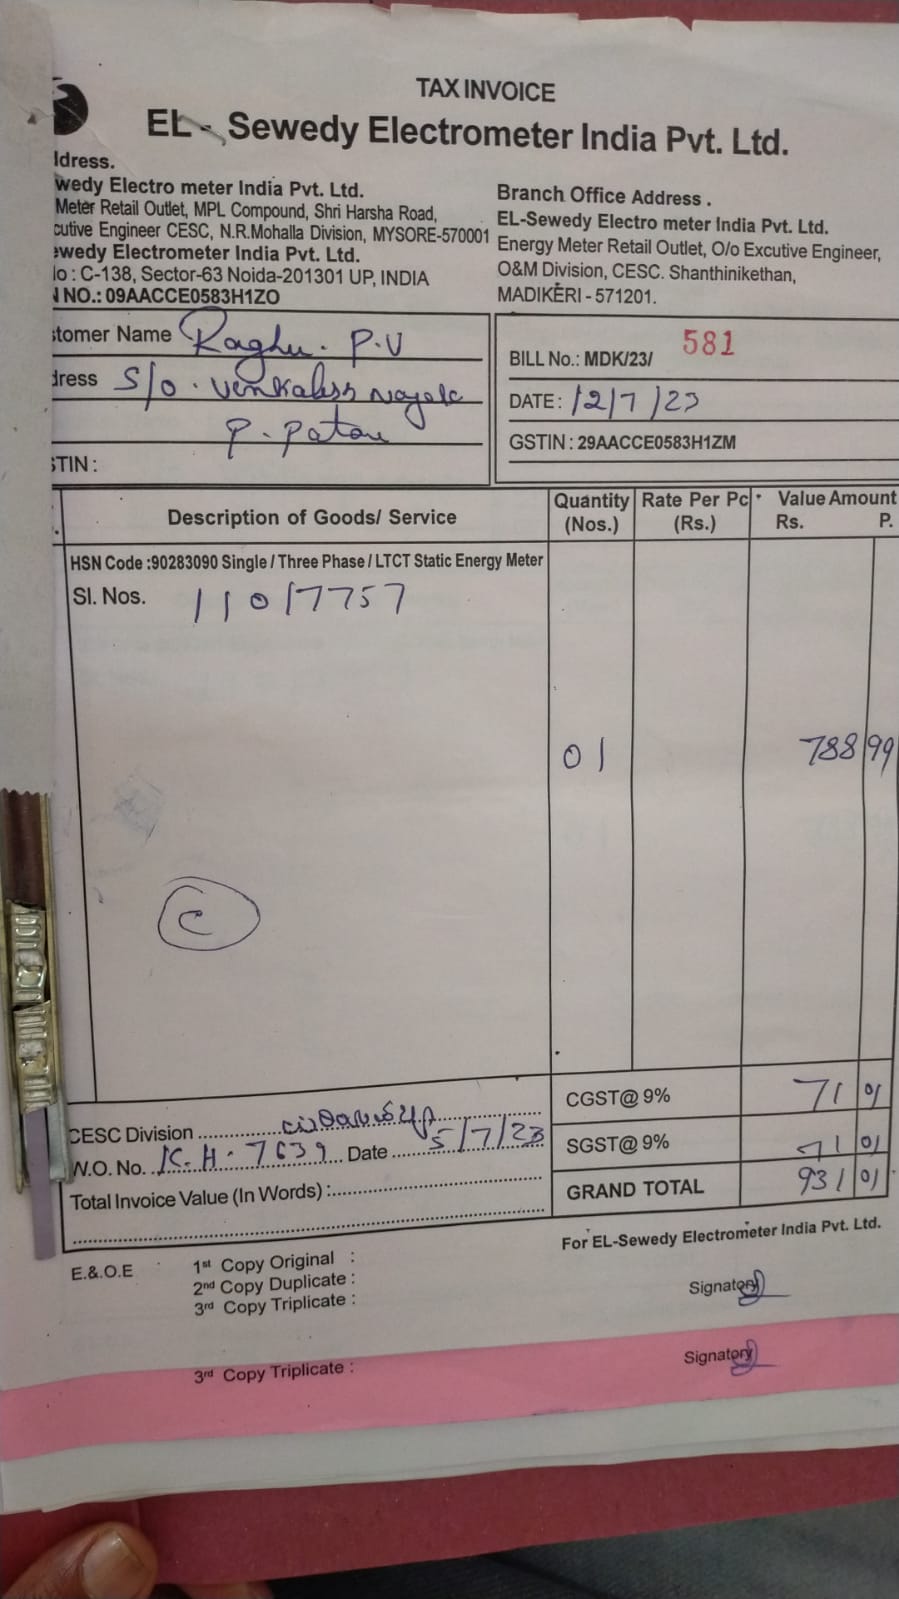 TAX INVOICE
EL - Sewedy Electrometer India Pvt. Ltd.
ldress.
wedy Electro meter India Pvt. Ltd.
Meter Retail Outlet, MPL Compound, Shri Harsha Road,
cutive Engineer CESC, N.R.Mohalla Division, MYSORE-570001
ewedy Electrometer India Pvt. Ltd.
lo : C-138, Sector-63 Noida-201301 UP, INDIA
N NO.: 09AACCE0583H1ZO
Branch Office Address .
EL-Sewedy Electro meter India Pvt. Ltd.
Energy Meter Retail Outlet, O/o Excutive Engineer,
O&M Division, CESC. Shanthinikethan,
MADIKERI - 571201.
stomer Name Raghu. P.V
dress S/o. Venkatess Nayaka
P. Patna
STIN :
BILL No.: MDK/23/ 581
DATE : 12/7/23
GSTIN : 29AACCE0583H1ZM
Description of Goods/ Service
Quantity (Nos.)
Rate Per Pc (Rs.)
Value Amount
Rs. P.
HSN Code :90283090 Single / Three Phase / LTCT Static Energy Meter
Sl. Nos. 11017757
01 788 99
C
CGST@ 9% 71 01
SGST@ 9% 71 01
GRAND TOTAL 931 01
CESC Division
W.O. No. K.H. 7639 Date 5/7/23
Total Invoice Value (In Words) :
For EL-Sewedy Electrometer India Pvt. Ltd.
E.&.O.E
1st Copy Original :
2nd Copy Duplicate :
3rd Copy Triplicate :
Signatory
3rd Copy Triplicate :
Signatory